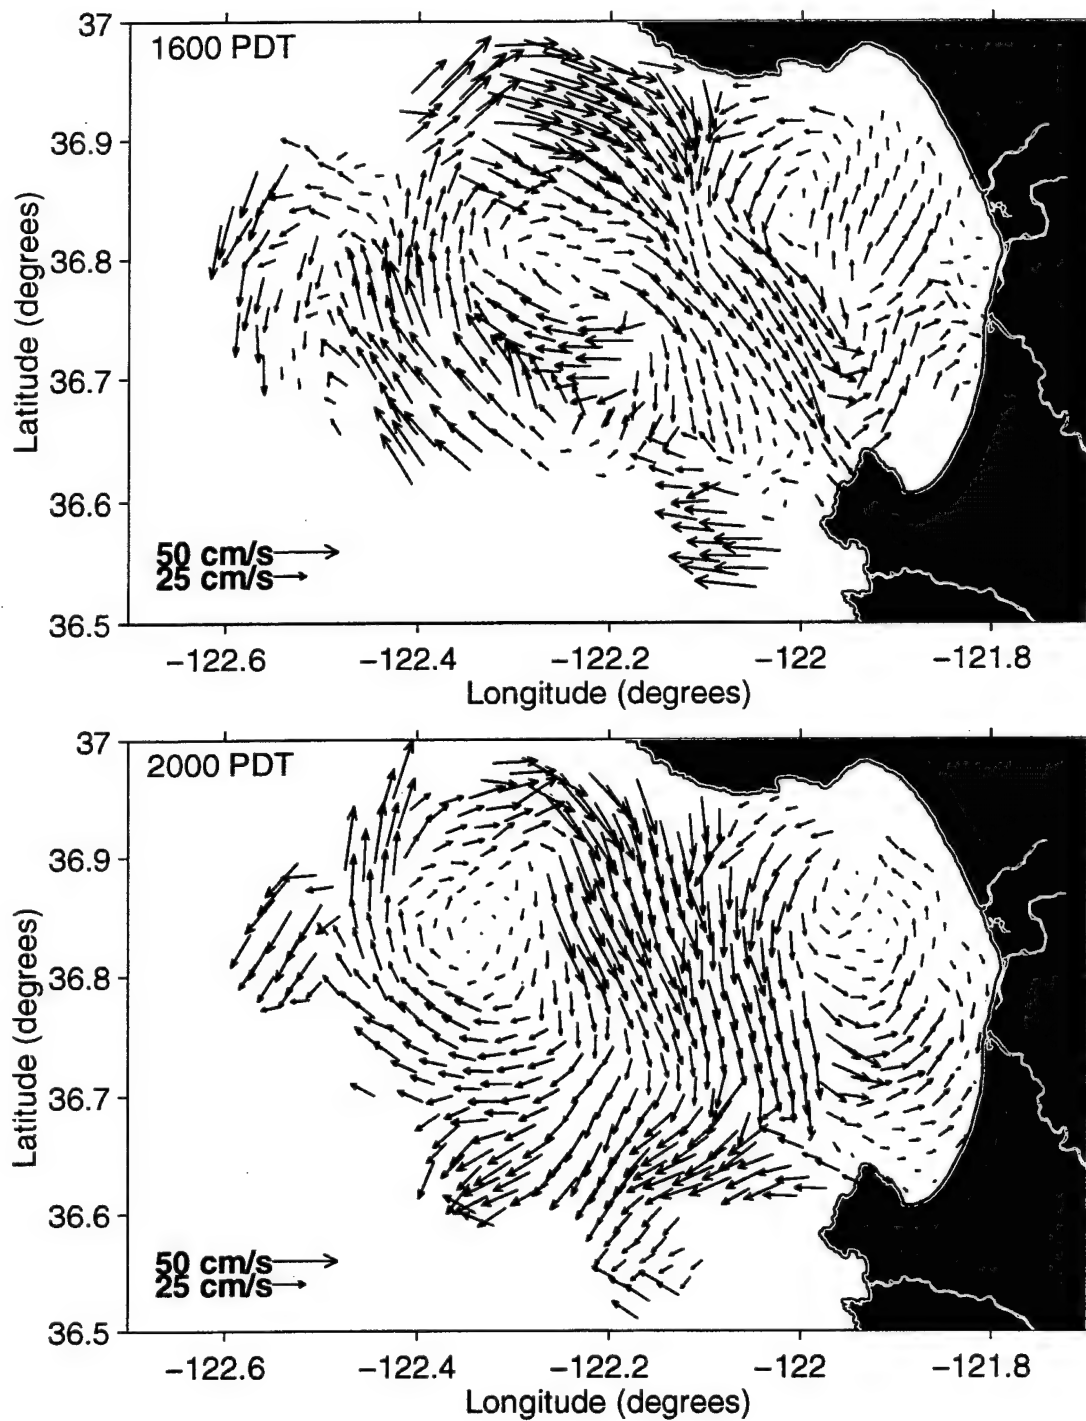 37
1600 PDT
36.9
36.8
36.7
36.6
36.5
Latitude (degrees)
50 cm/s
25 cm/s
−122.6
−122.4
−122.2
−122
−121.8
Longitude (degrees)
37
2000 PDT
36.9
36.8
36.7
36.6
36.5
Latitude (degrees)
50 cm/s
25 cm/s
−122.6
−122.4
−122.2
−122
−121.8
Longitude (degrees)